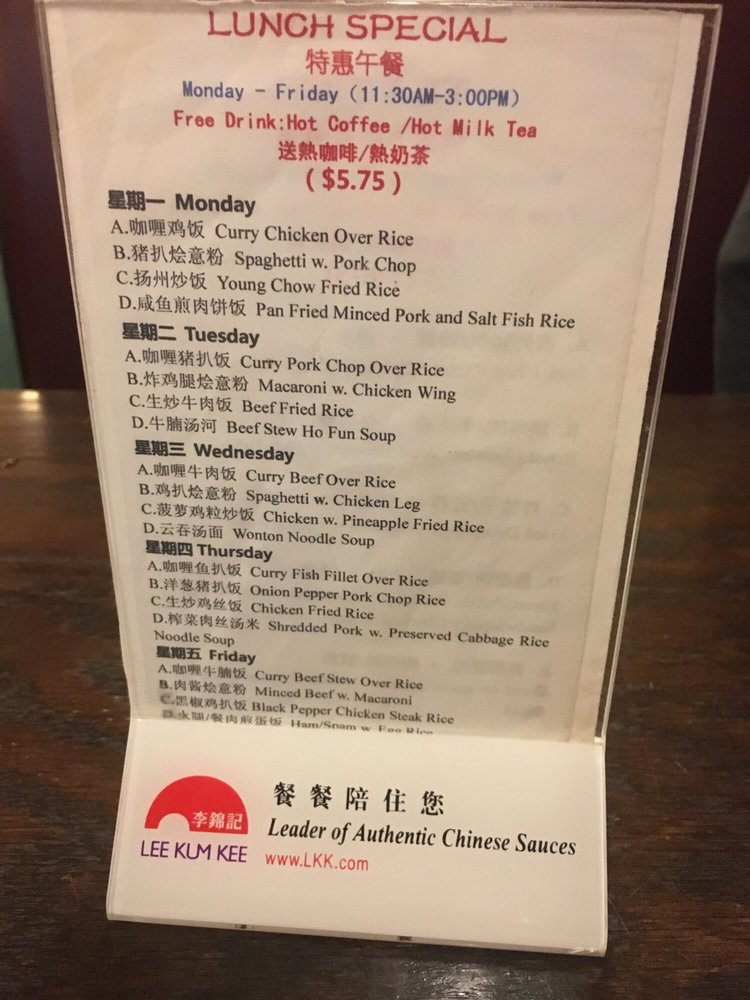 LUNCH SPECIAL
特惠午餐
Monday - Friday (11:30AM-3:00PM)
Free Drink:Hot Coffee /Hot Milk Tea
送熱咖啡/熱奶茶
( $5.75 )
星期一 Monday
A.咖喱鸡饭 Curry Chicken Over Rice
B.猪扒烩意粉 Spaghetti w. Pork Chop
C.扬州炒饭 Young Chow Fried Rice
D.咸鱼煎肉饼饭 Pan Fried Minced Pork and Salt Fish Rice
星期二 Tuesday
A.咖喱猪扒饭 Curry Pork Chop Over Rice
B.炸鸡腿烩意粉 Macaroni w. Chicken Wing
C.生炒牛肉饭 Beef Fried Rice
D.牛腩汤河 Beef Stew Ho Fun Soup
星期三 Wednesday
A.咖喱牛肉饭 Curry Beef Over Rice
B.鸡扒烩意粉 Spaghetti w. Chicken Leg
C.菠萝鸡粒炒饭 Chicken w. Pineapple Fried Rice
D.云吞汤面 Wonton Noodle Soup
星期四 Thursday
A.咖喱鱼扒饭 Curry Fish Fillet Over Rice
B.洋葱猪扒饭 Onion Pepper Pork Chop Rice
C.生炒鸡丝饭 Chicken Fried Rice
D.榨菜肉丝汤米 Shredded Pork w. Preserved Cabbage Rice
Noodle Soup
星期五 Friday
A.咖喱牛腩饭 Curry Beef Stew Over Rice
B.肉酱烩意粉 Minced Beef w. Macaroni
C.黑椒鸡扒饭 Black Pepper Chicken Steak Rice
D.火腿/餐肉煎蛋饭 Ham/Spam w. Egg Rice
李錦記
LEE KUM KEE
餐餐陪住您
Leader of Authentic Chinese Sauces
www.LKK.com